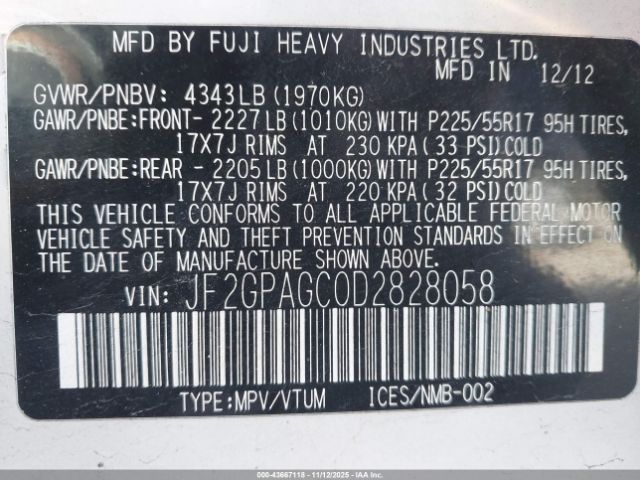 MFD BY FUJI HEAVY INDUSTRIES LTD.
MFD IN 12/12
GVWR/PNBV: 4343LB (1970KG)
GAWR/PNBE:FRONT- 2227LB(1010KG)WITH P225/55R17 95H TIRES,
17X7J RIMS AT 230 KPA(33 PSI)COLD
GAWR/PNBE:REAR - 2205LB(1000KG)WITH P225/55R17 95H TIRES,
17X7J RIMS AT 220 KPA(32 PSI)COLD
THIS VEHICLE CONFORMS TO ALL APPLICABLE FEDERAL MOTOR
VEHICLE SAFETY AND THEFT PREVENTION STANDARDS IN EFFECT ON
THE DATE OF MANUFACTURE SHOWN ABOVE.
VIN: JF2GPAGC0D2828058
TYPE:MPV/VTUM ICES/NMB-002
000-43667118 - 11/12/2025 - 117118